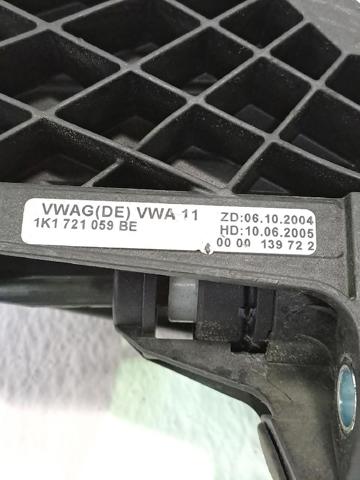 VWAG(DE) VWA 11 ZD:06.10.2004
1K1 721 059 BE HD:10.06.2005
00 00 139 72 2